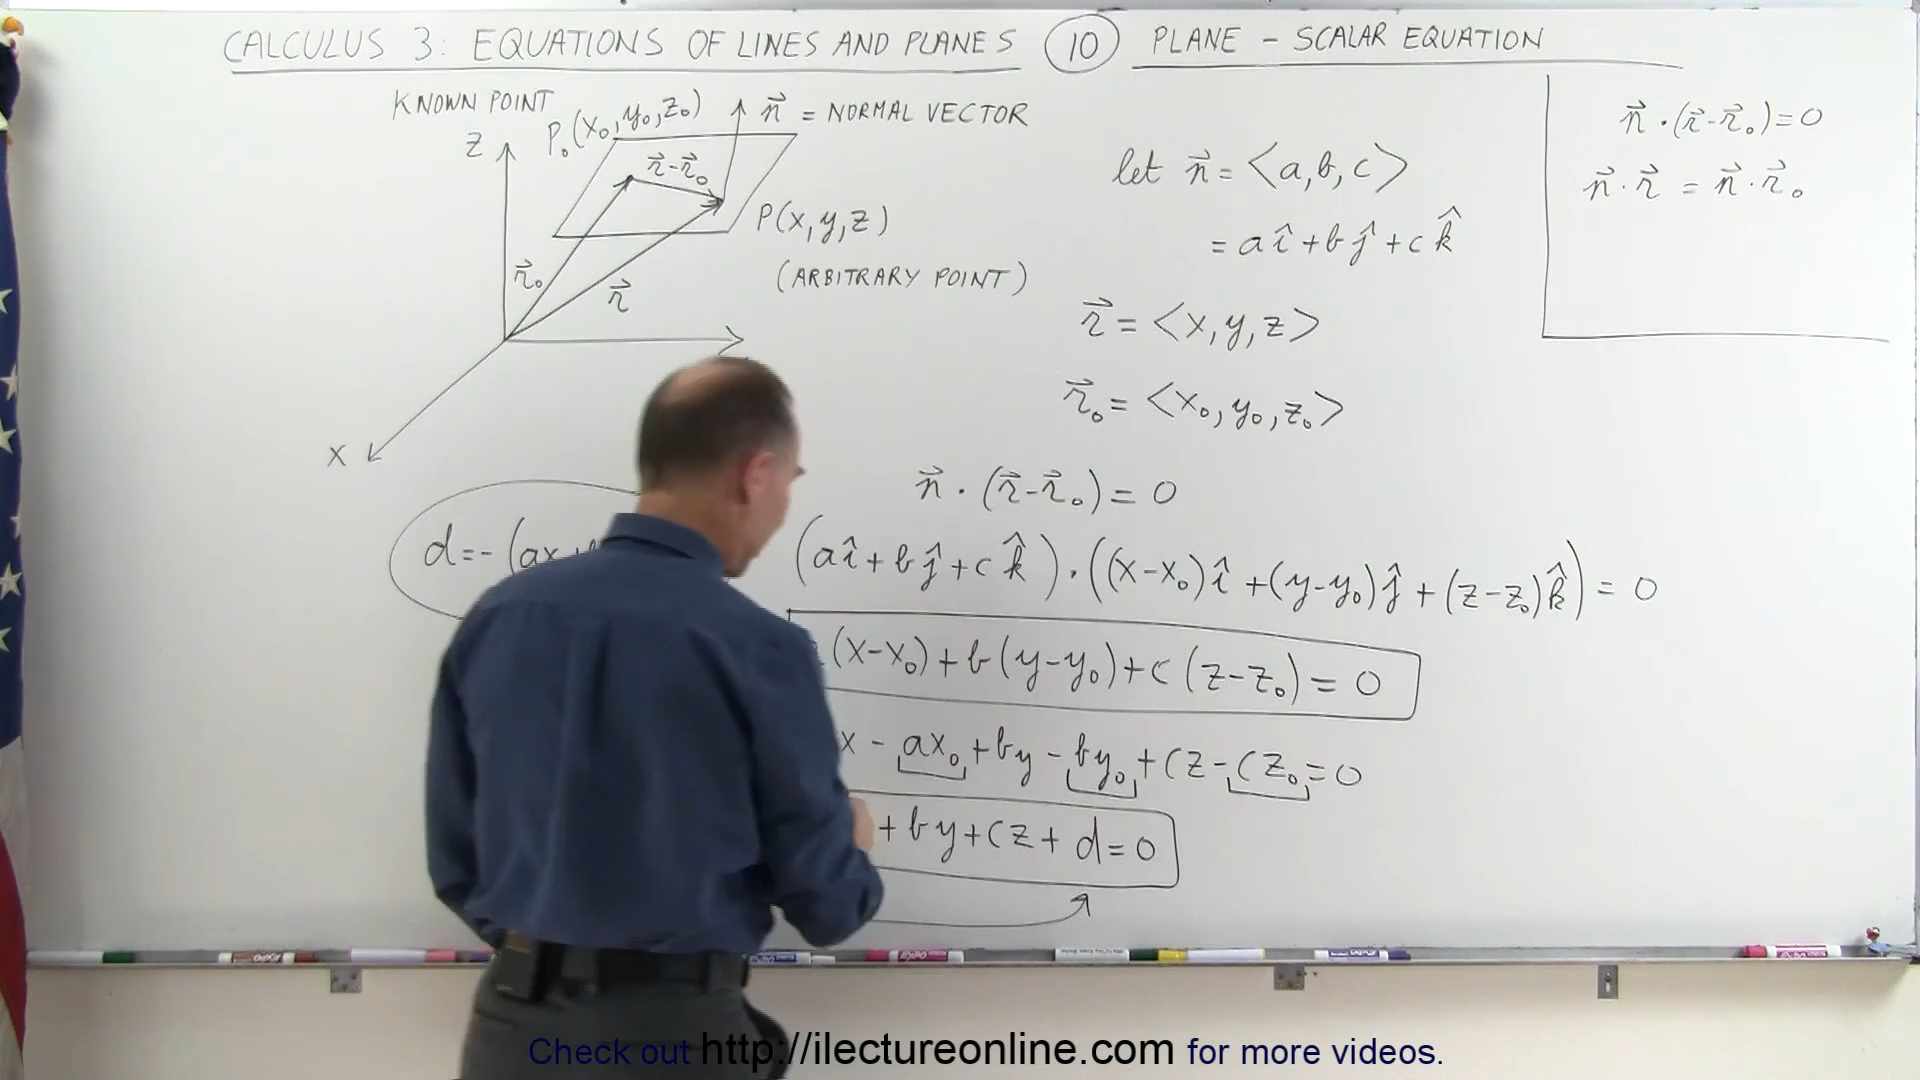 CALCULUS 3: EQUATIONS OF LINES AND PLANES (10) PLANE - SCALAR EQUATION
KNOWN POINT
P₀(x₀,y₀,z₀)
n⃗ = NORMAL VECTOR
Z
r⃗-r⃗₀
P(x,y,z)
(ARBITRARY POINT)
r⃗₀
r⃗
X
let n⃗ = <a,b,c>
= aî+bĵ+ck̂
r⃗ = <x,y,z>
r⃗₀ = <x₀,y₀,z₀>
n⃗·(r⃗-r⃗₀)=0
n⃗·r⃗ = n⃗·r⃗₀
n⃗·(r⃗-r⃗₀)=0
d=-(ax
(aî+bĵ+ck̂)·((x-x₀)î+(y-y₀)ĵ+(z-z₀)k̂)=0
(x-x₀)+b(y-y₀)+c(z-z₀)=0
x-ax₀+by-by₀+cz-cz₀=0
+by+cz+d=0
EXPO
EXPO
Check out http://ilectureonline.com for more videos.